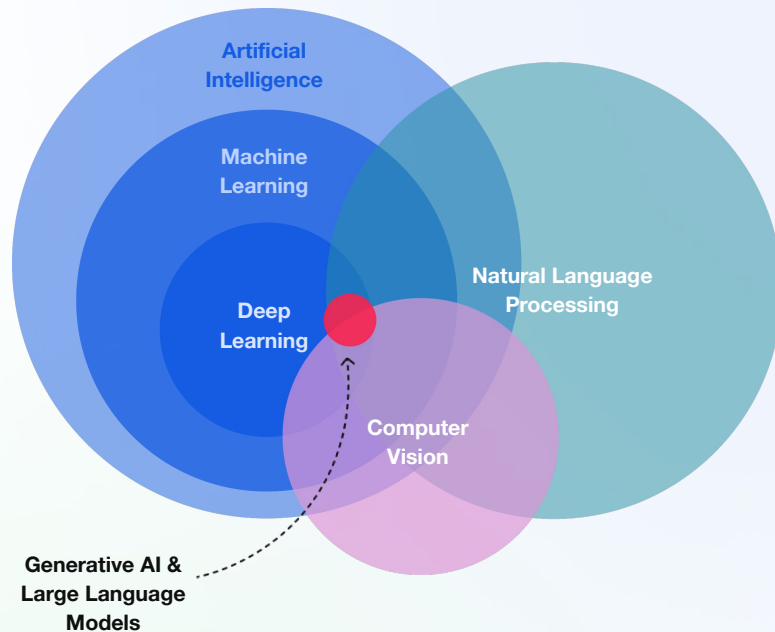 Artificial
Intelligence
Machine
Learning
Natural Language
Processing
Deep
Learning
Computer
Vision
Generative AI &
Large Language
Models